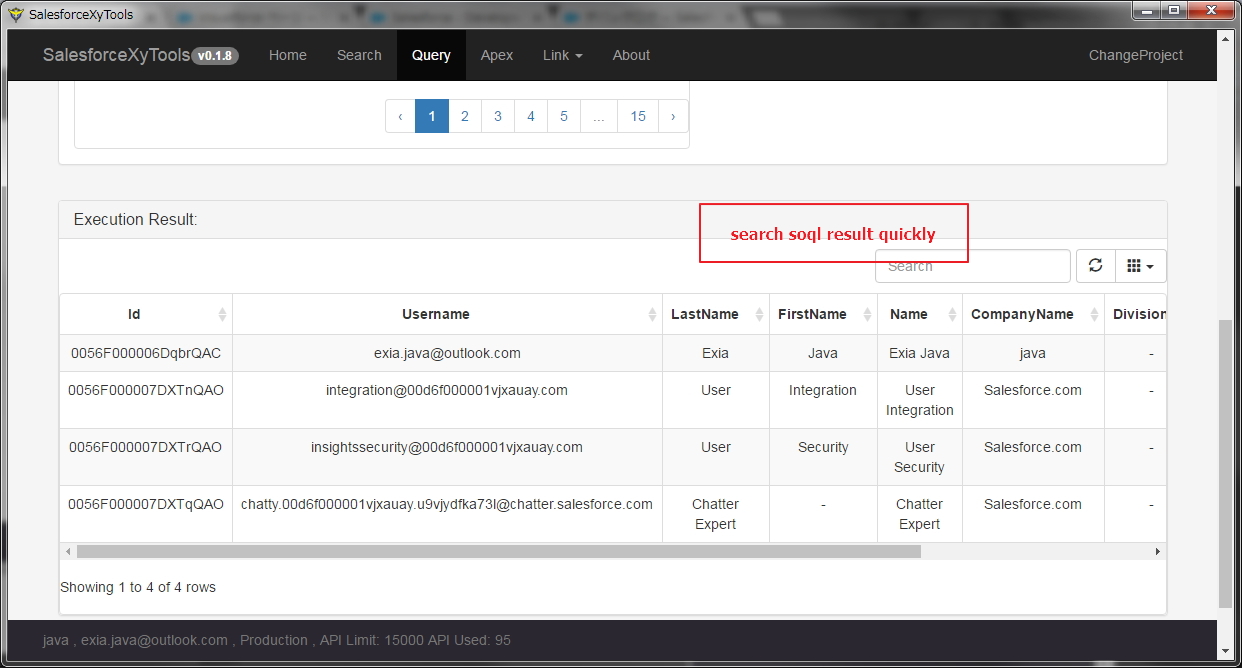 SalesforceXyTools
SalesforceXyTools v0.1.8 Home Search Query Apex Link About ChangeProject
‹ 1 2 3 4 5 ... 15 ›
Execution Result:
search soql result quickly
Search
Id Username LastName FirstName Name CompanyName Division
0056F000006DqbrQAC exia.java@outlook.com Exia Java Exia Java java -
0056F000007DXTnQAO integration@00d6f000001vjxauay.com User Integration User Integration Salesforce.com -
0056F000007DXTrQAO insightssecurity@00d6f000001vjxauay.com User Security User Security Salesforce.com -
0056F000007DXTqQAO chatty.00d6f000001vjxauay.u9vjydfka73l@chatter.salesforce.com Chatter Expert - Chatter Expert Salesforce.com -
Showing 1 to 4 of 4 rows
java , exia.java@outlook.com , Production , API Limit: 15000 API Used: 95